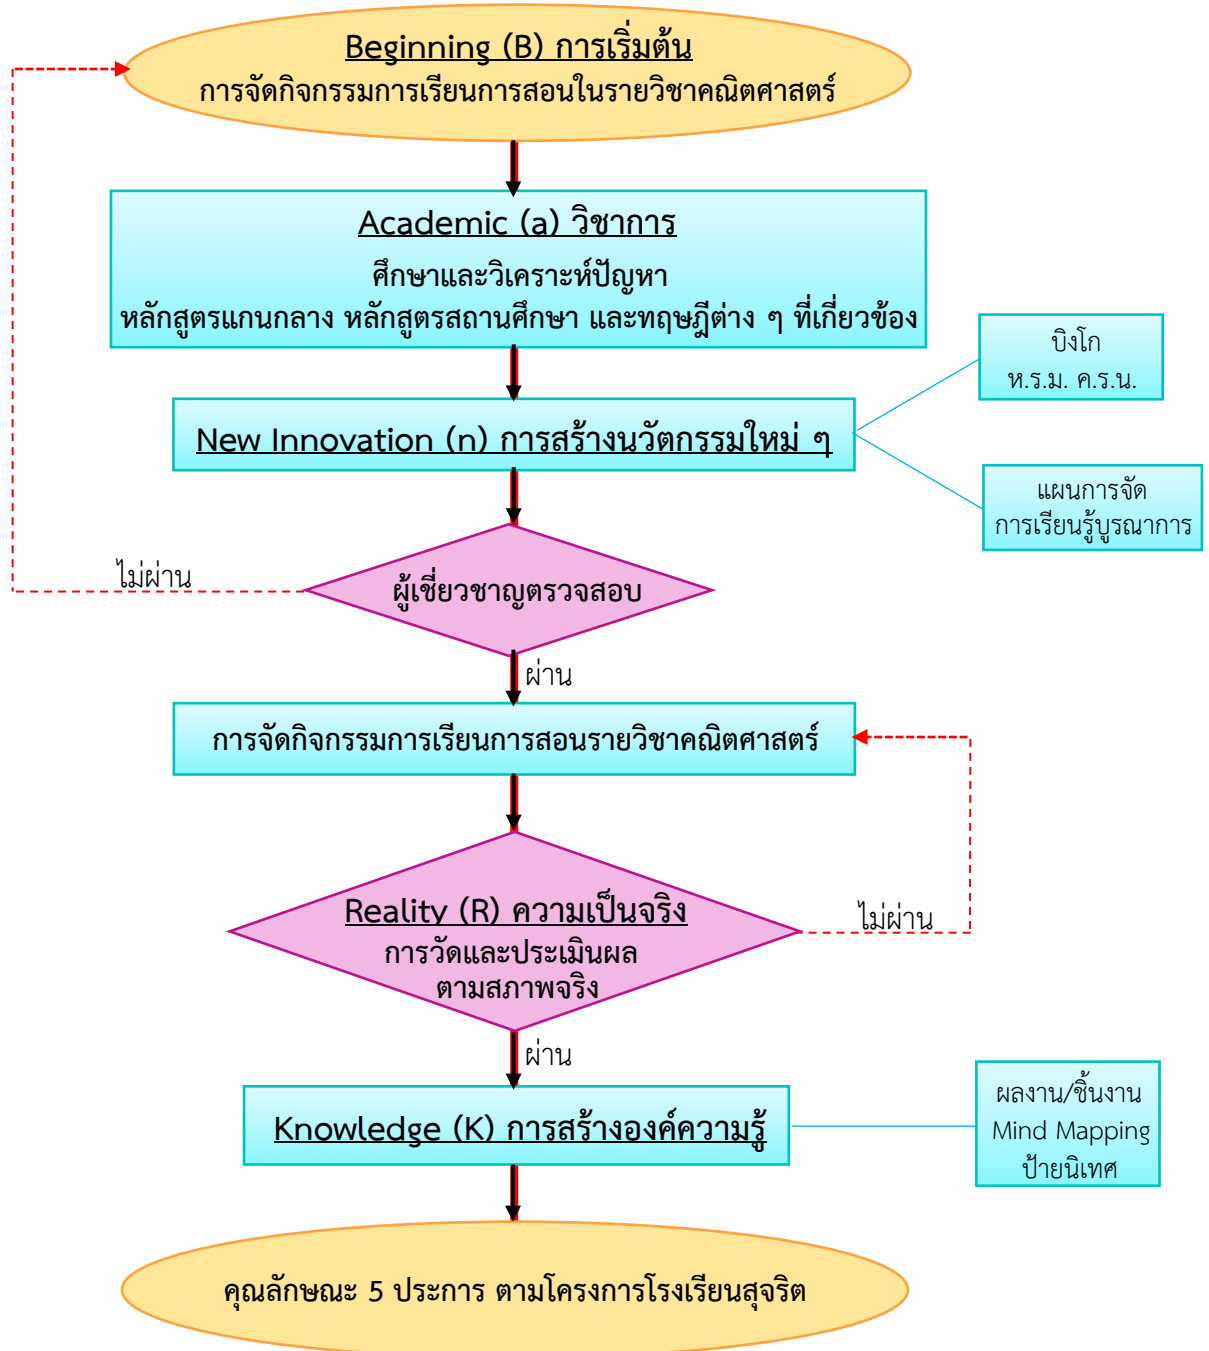 Beginning (B) การเริ่มต้น
การจัดกิจกรรมการเรียนการสอนในรายวิชาคณิตศาสตร์
Academic (a) วิชาการ
ศึกษาและวิเคราะห์ปัญหา
หลักสูตรแกนกลาง หลักสูตรสถานศึกษา และทฤษฎีต่าง ๆ ที่เกี่ยวข้อง
บิงโก
ห.ร.ม. ค.ร.น.
New Innovation (n) การสร้างนวัตกรรมใหม่ ๆ
แผนการจัด
การเรียนรู้บูรณาการ
ไม่ผ่าน
ผู้เชี่ยวชาญตรวจสอบ
ผ่าน
การจัดกิจกรรมการเรียนการสอนรายวิชาคณิตศาสตร์
Reality (R) ความเป็นจริง
การวัดและประเมินผล
ตามสภาพจริง
ไม่ผ่าน
ผ่าน
Knowledge (K) การสร้างองค์ความรู้
ผลงาน/ชิ้นงาน
Mind Mapping
ป้ายนิเทศ
คุณลักษณะ 5 ประการ ตามโครงการโรงเรียนสุจริต